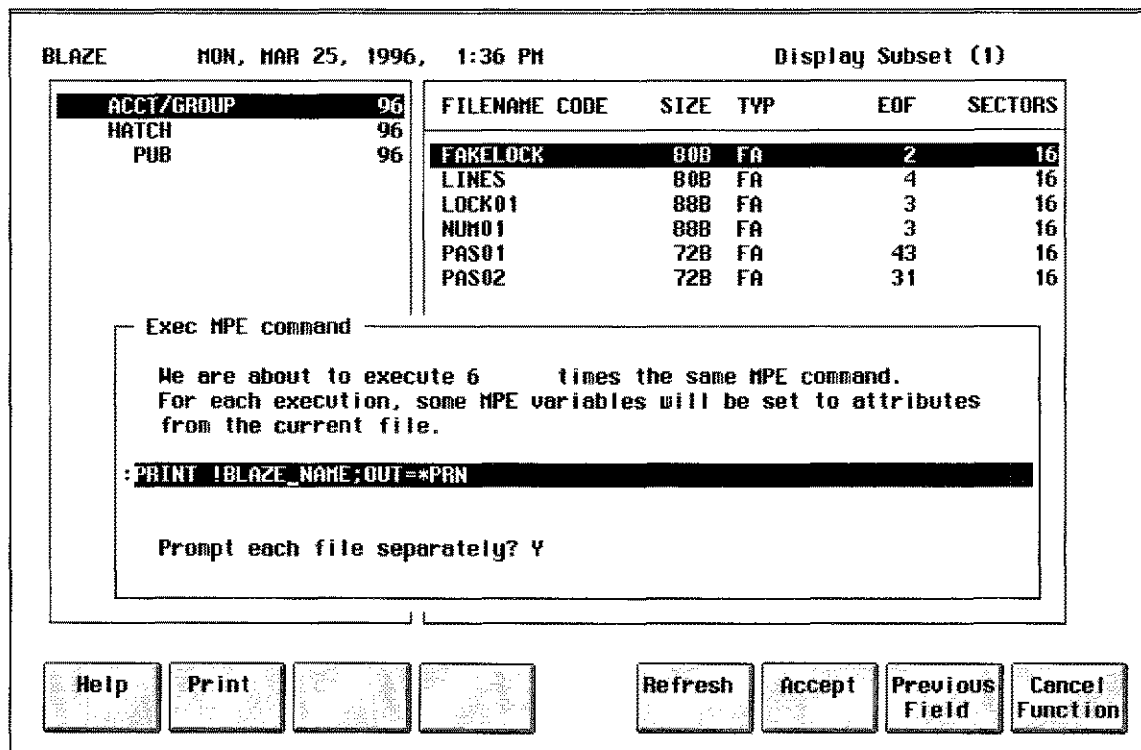 BLAZE MON, MAR 25, 1996, 1:36 PM Display Subset (1)
ACCT/GROUP 96
HATCH 96
PUB 96
FILENAME CODE SIZE TYP EOF SECTORS
FAKELOCK 80B FA 2 16
LINES 80B FA 4 16
LOCK01 88B FA 3 16
NUM01 88B FA 3 16
PAS01 72B FA 43 16
PAS02 72B FA 31 16
Exec MPE command
We are about to execute 6 times the same MPE command.
For each execution, some MPE variables will be set to attributes
from the current file.
:PRINT !BLAZE_NAME;OUT=*PRN
Prompt each file separately? Y
Help Print Refresh Accept Previous Field Cancel Function